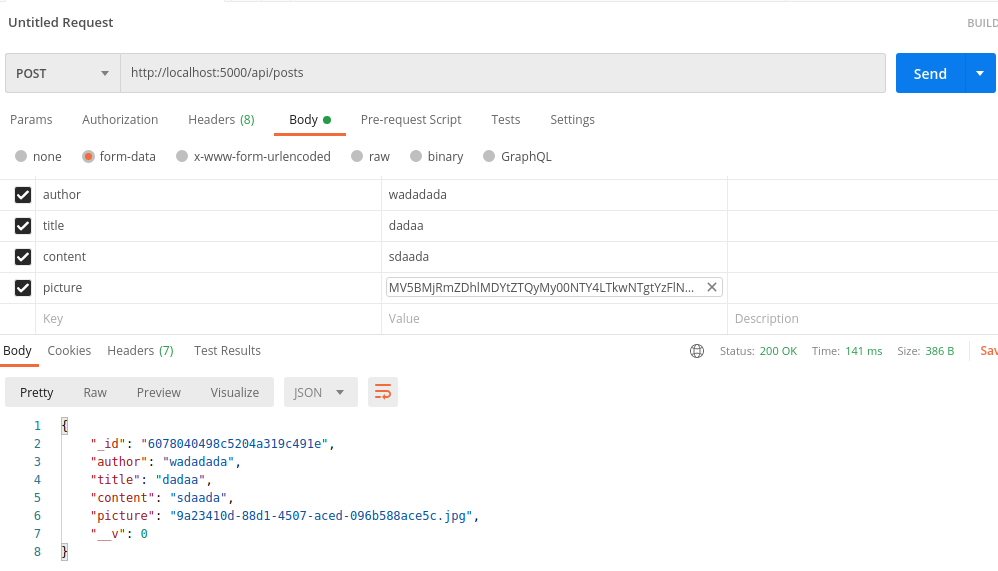 Untitled Request BUILD
POST http://localhost:5000/api/posts Send
Params Authorization Headers (8) Body Pre-request Script Tests Settings
none form-data x-www-form-urlencoded raw binary GraphQL
author wadadada
title dadaa
content sdaada
picture MV5BMjRmZDhlMDYtZTQyMy00NTY4LTkwNTgtYzFlN...
Key Value Description
Body Cookies Headers (7) Test Results Status: 200 OK Time: 141 ms Size: 386 B Sav
Pretty Raw Preview Visualize JSON
1 {
2 "_id": "6078040498c5204a319c491e",
3 "author": "wadadada",
4 "title": "dadaa",
5 "content": "sdaada",
6 "picture": "9a23410d-88d1-4507-aced-096b588ace5c.jpg",
7 "__v": 0
8 }